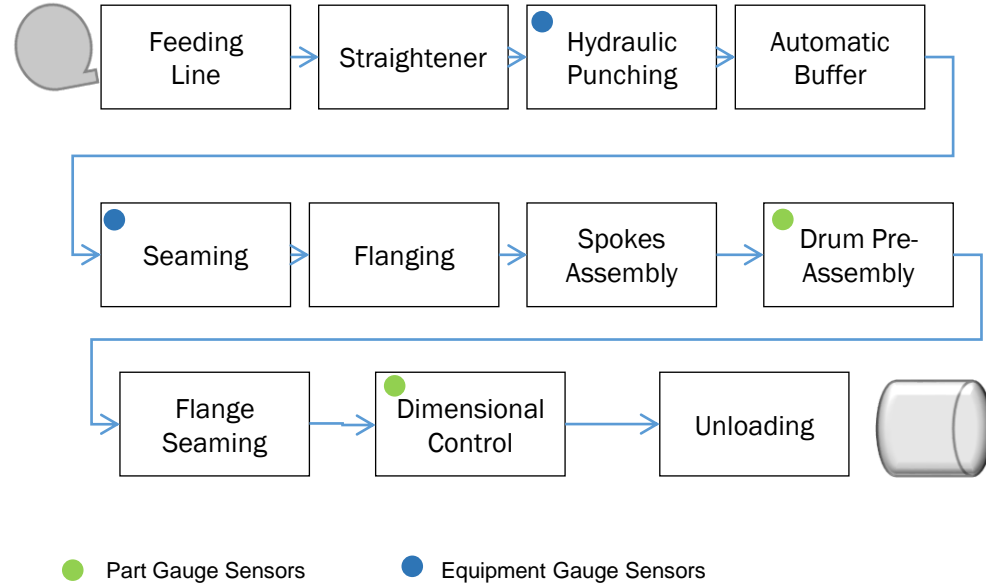 Feeding
Line
Straightener
Hydraulic
Punching
Automatic
Buffer
Seaming
Flanging
Spokes
Assembly
Drum Pre-
Assembly
Flange
Seaming
Dimensional
Control
Unloading
Part Gauge Sensors
Equipment Gauge Sensors